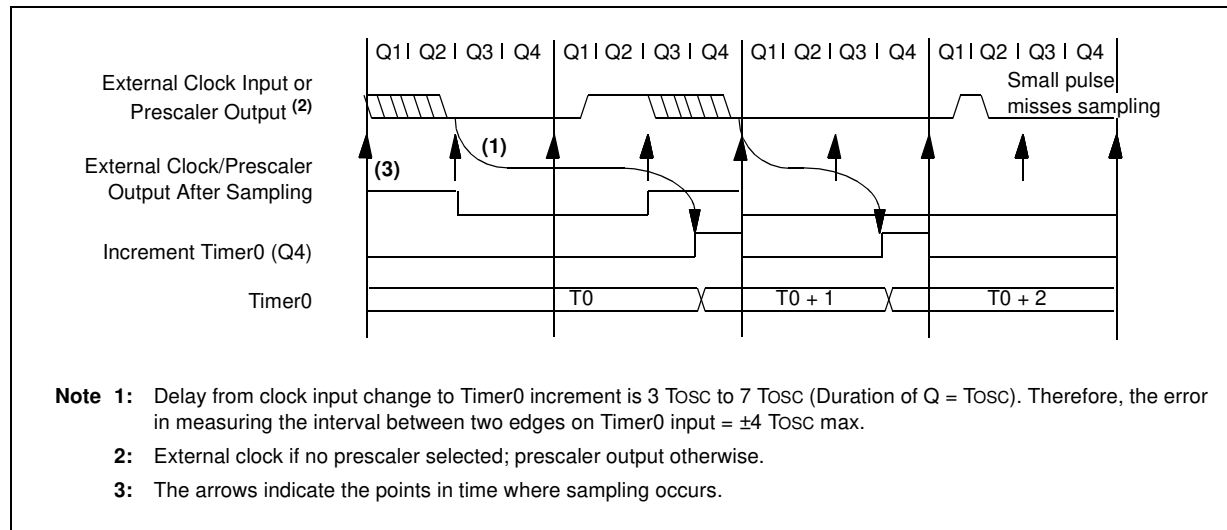 Q1 | Q2 | Q3 | Q4 Q1 | Q2 | Q3 | Q4 Q1 | Q2 | Q3 | Q4 Q1 | Q2 | Q3 | Q4
External Clock Input or
Prescaler Output (2)
Small pulse
misses sampling
(1)
External Clock/Prescaler
Output After Sampling
(3)
Increment Timer0 (Q4)
Timer0
T0 T0 + 1 T0 + 2
Note 1: Delay from clock input change to Timer0 increment is 3 TOSC to 7 TOSC (Duration of Q = TOSC). Therefore, the error
in measuring the interval between two edges on Timer0 input = ±4 TOSC max.
2: External clock if no prescaler selected; prescaler output otherwise.
3: The arrows indicate the points in time where sampling occurs.